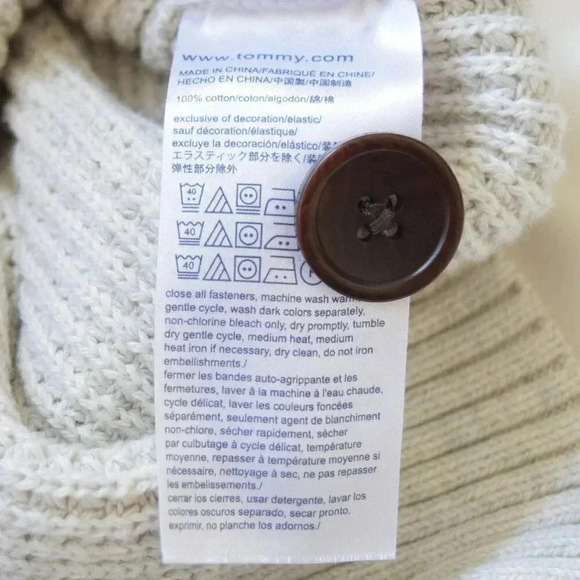 www.tommy.com
MADE IN CHINA/FABRIQUÉ EN CHINE/
HECHO EN CHINA/中国製/中国制造
100% cotton/coton/algodón/綿/棉
exclusive of decoration/elastic/
sauf décoration/élastique/
excluye la decoración/elástico/装
エラスティック部分を除く/装
弹性部分除外
40
40
40
close all fasteners, machine wash warm,
gentle cycle, wash dark colors separately,
non-chlorine bleach only, dry promptly, tumble
dry gentle cycle, medium heat, medium
heat iron if necessary, dry clean, do not iron
embellishments./
fermer les bandes auto-agrippante et les
fermetures, laver à la machine à l'eau chaude,
cycle délicat, laver les couleurs foncées
séparément, seulement agent de blanchiment
non-chlore, sécher rapidement, sécher
par culbutage à cycle délicat, température
moyenne, repasser à température moyenne si
nécessaire, nettoyage à sec, ne pas repasser
les embelissements./
cerrar los cierres, usar detergente, lavar los
colores oscuros separado, secar pronto.
exprimir, no planche los adornos./